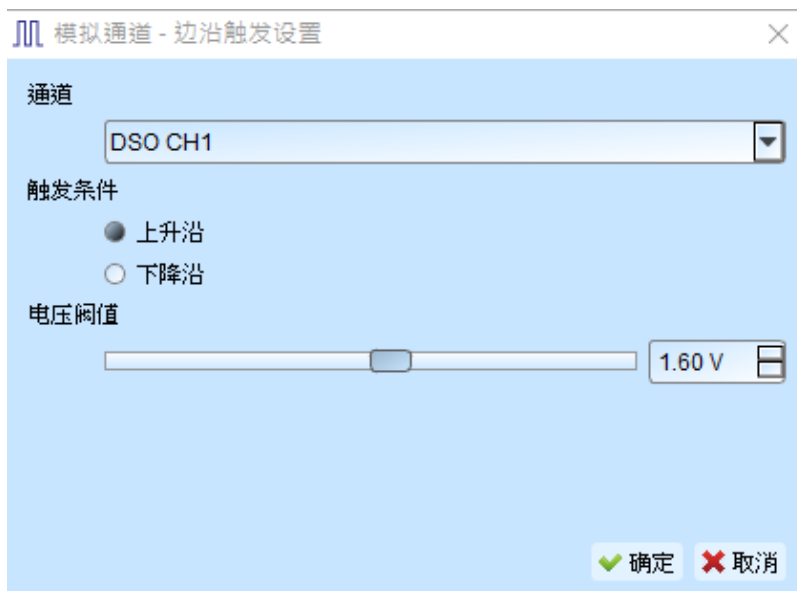 模拟通道 - 边沿触发设置
通道
DSO CH1
触发条件
上升沿
下降沿
电压阀值
1.60 V
确定 取消